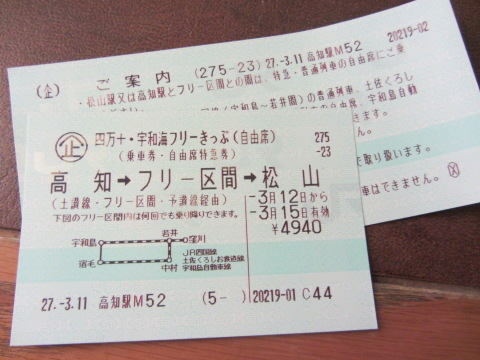 (企) ご案内 (275-23) 27.-3.11 高知駅M52 20219-02
・松山駅又は高知駅とフリー区間との間は、特急・普通列車の自由席にご乗
(宇和島~若井間)の普通列車、土佐くろし
の自由席、宇和島自動
で取り扱います。
車はできません。
企 四万十・宇和海フリーきっぷ(自由席) 275
(乗車券・自由席特急券) -23
高知→フリー区間→松山
(土讃線・フリー区間・予讃線経由) -3月12日から
下図のフリー区間内は何回でも乗り降りできます。 -3月15日有効
¥4940
宇和島 若井 窪川
宿毛 中村
JR四国線
土佐くろしお鉄道線
宇和島自動車線
27.-3.11 高知駅M52 (5- ) 20219-01 C44